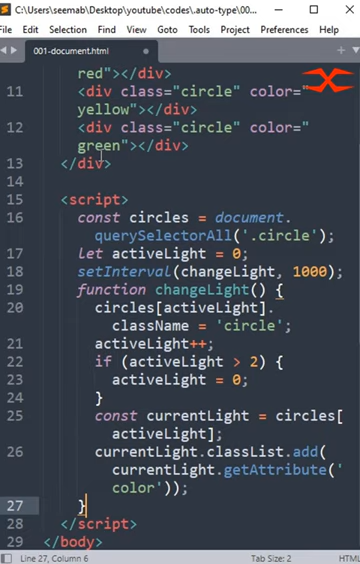 C:\Users\seemab\Desktop\youtube\codes\.auto-type\00...
File Edit Selection Find View Goto Tools Project Preferences Help
001-document.html
red"></div>
11 <div class="circle" color="
yellow"></div>
12 <div class="circle" color="
green"></div>
13 </div>
14
15 <script>
16 const circles = document.
querySelectorAll('.circle');
17 let activeLight = 0;
18 setInterval(changeLight, 1000);
19 function changeLight() {
20 circles[activeLight].
className = 'circle';
21 activeLight++;
22 if (activeLight > 2) {
23 activeLight = 0;
24 }
25 const currentLight = circles[
activeLight];
26 currentLight.classList.add(
currentLight.getAttribute('
color'));
27 }
28 </script>
29 </body>
Line 27, Column 6 Tab Size: 2 HTML